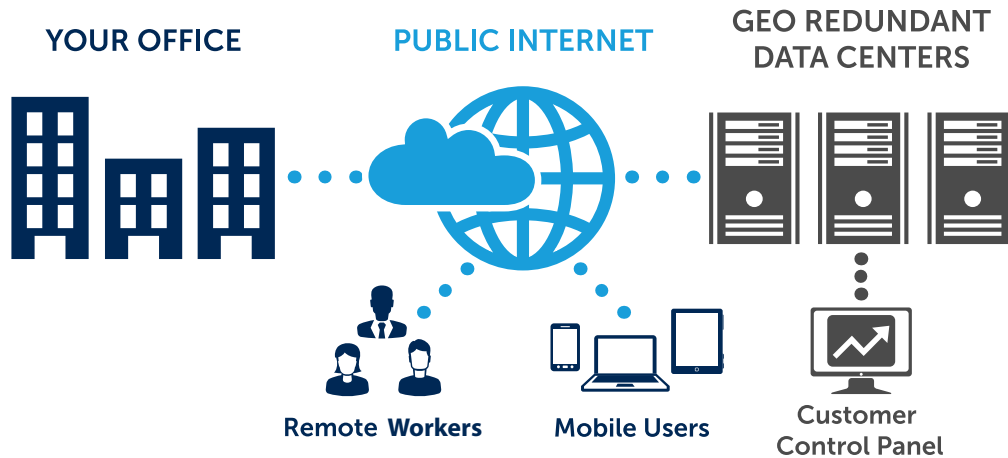 YOUR OFFICE
PUBLIC INTERNET
GEO REDUNDANT
DATA CENTERS
Remote Workers
Mobile Users
Customer
Control Panel